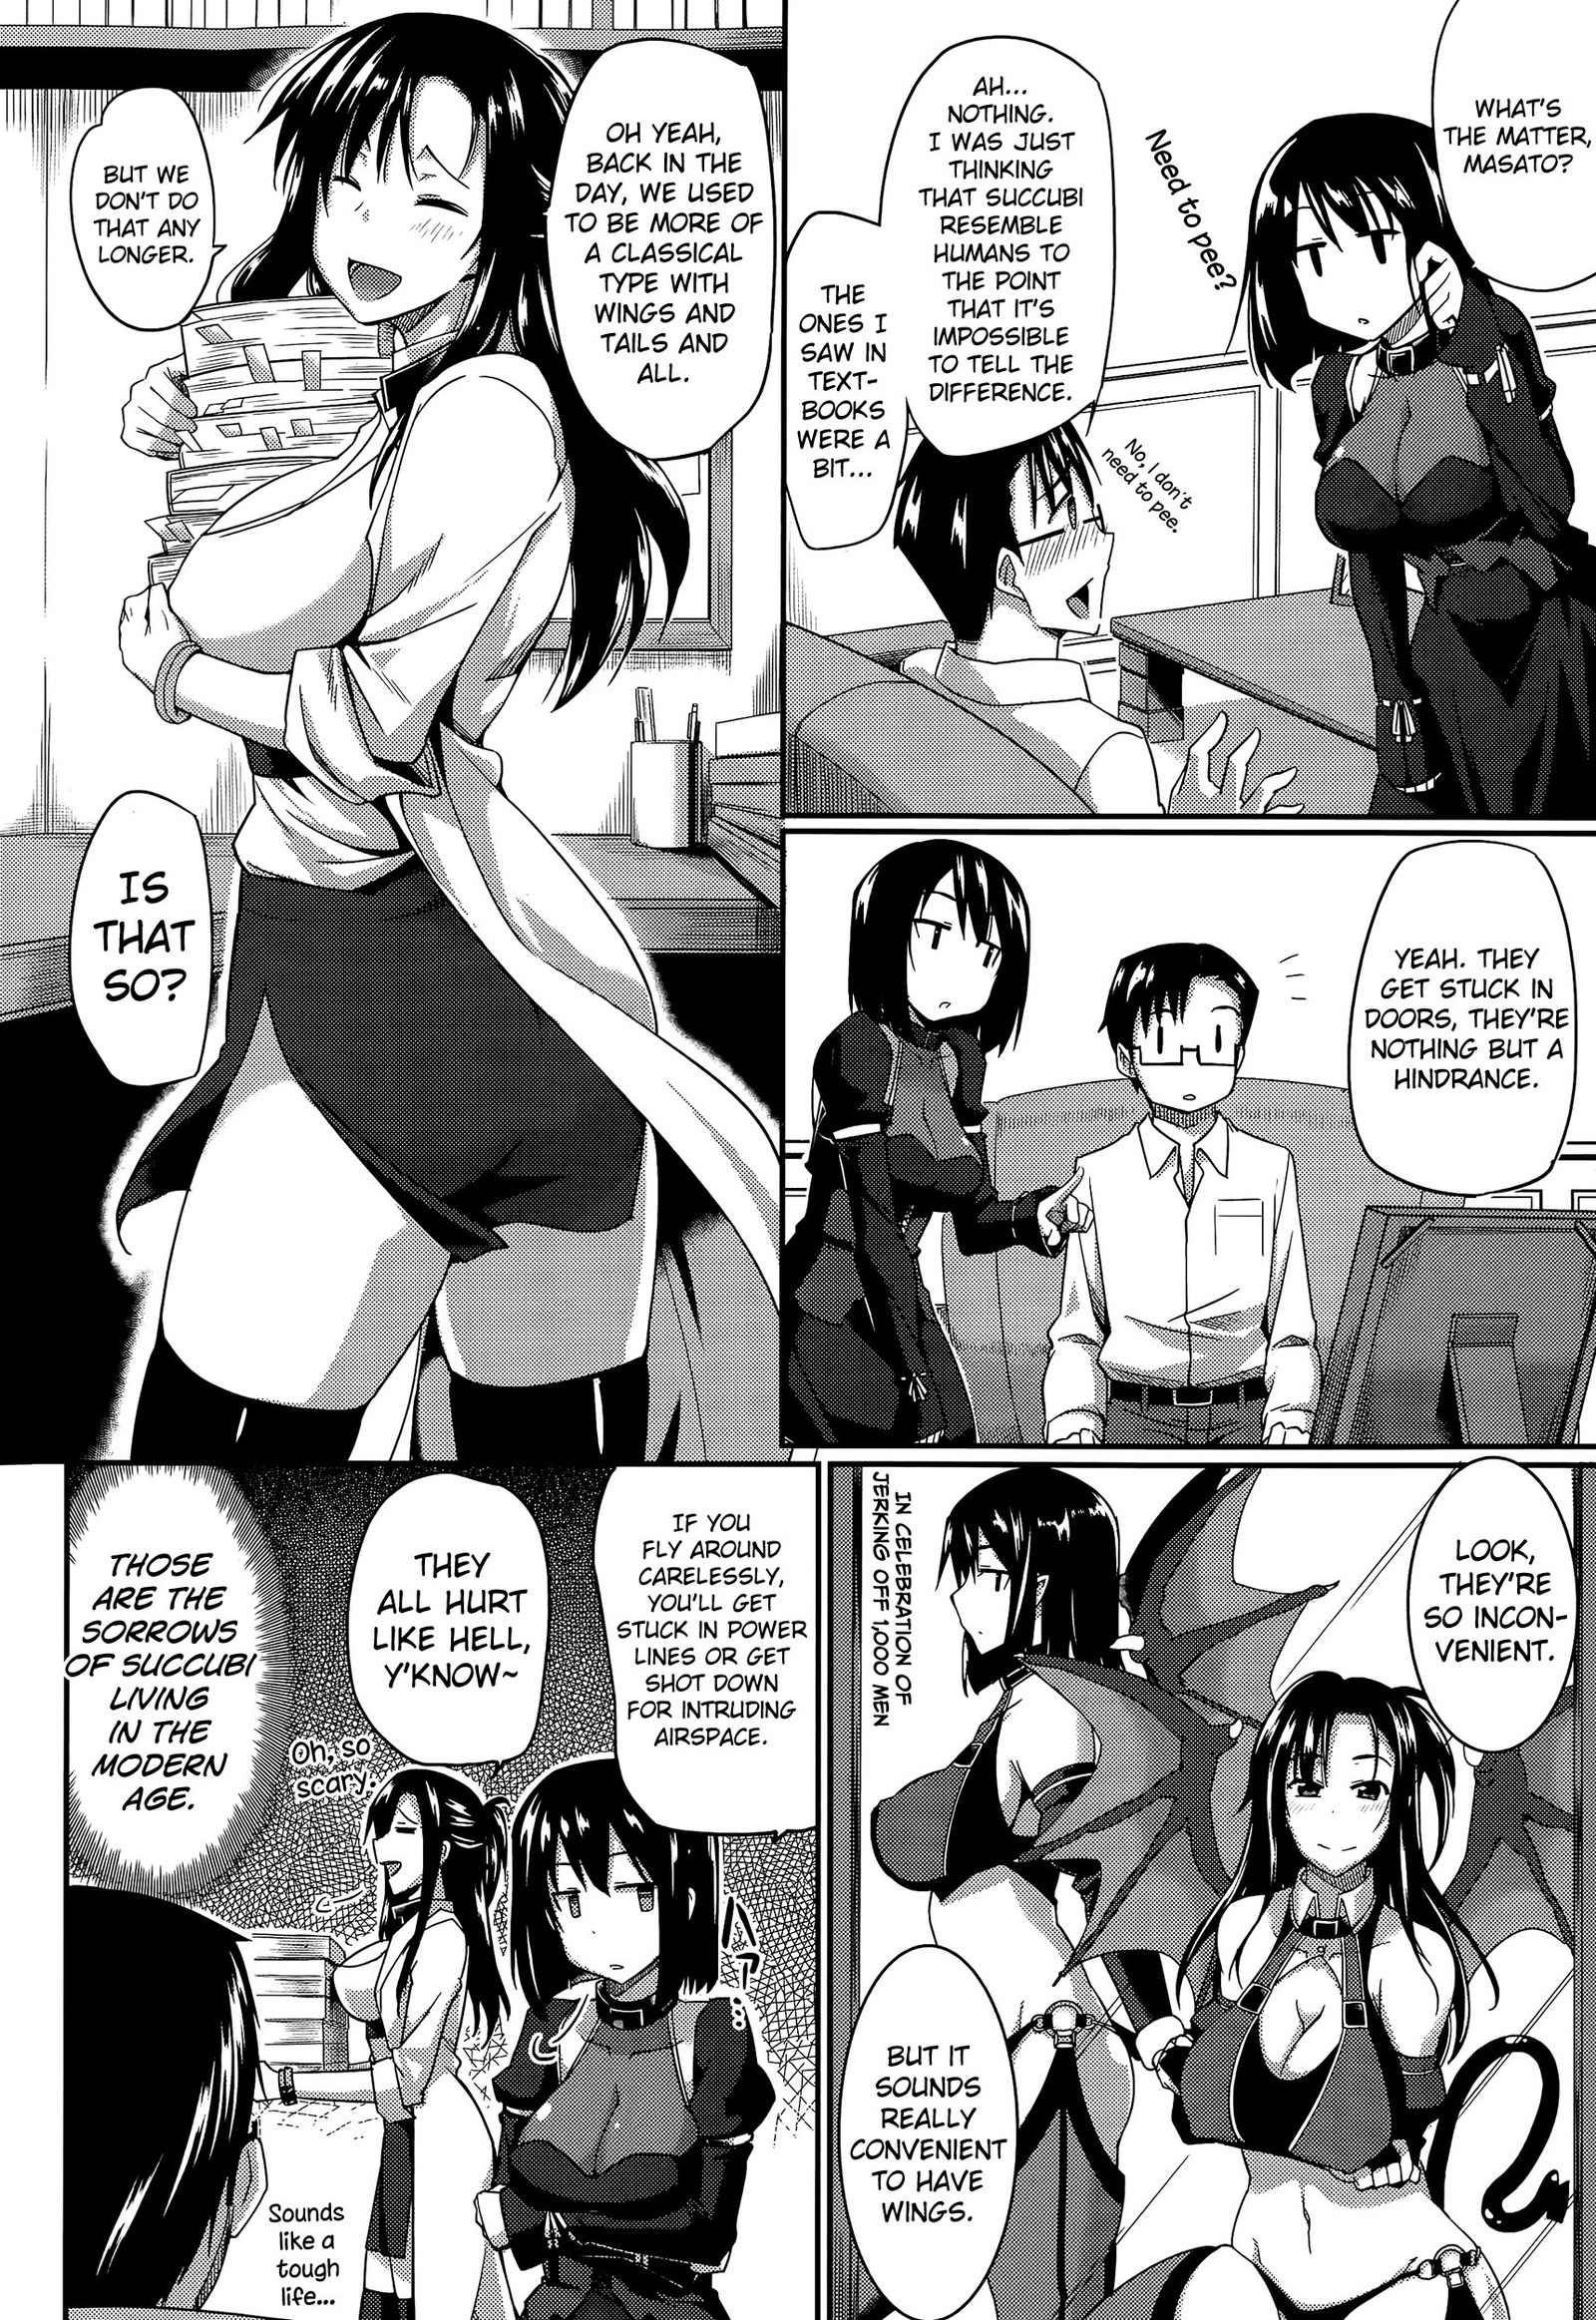 WHAT'S
THE MATTER,
MASATO?
Need to pee?
AH...
NOTHING.
I WAS JUST
THINKING
THAT SUCCUBI
RESEMBLE
HUMANS TO
THE POINT
THAT IT'S
IMPOSSIBLE
TO TELL THE
DIFFERENCE.
No, I don't
need to pee.
THE
ONES I
SAW IN
TEXT-
BOOKS
WERE A
BIT...
OH YEAH,
BACK IN THE
DAY, WE USED
TO BE MORE OF
A CLASSICAL
TYPE WITH
WINGS AND
TAILS AND
ALL.
BUT WE
DON'T DO
THAT ANY
LONGER.
IS
THAT
SO?
YEAH. THEY
GET STUCK IN
DOORS, THEY'RE
NOTHING BUT A
HINDRANCE.
LOOK,
THEY'RE
SO INCON-
VENIENT.
IN CELEBRATION OF
JERKING OFF 1,000 MEN
BUT IT
SOUNDS
REALLY
CONVENIENT
TO HAVE
WINGS.
IF YOU
FLY AROUND
CARELESSLY,
YOU'LL GET
STUCK IN POWER
LINES OR GET
SHOT DOWN
FOR INTRUDING
AIRSPACE.
THEY
ALL HURT
LIKE HELL,
Y'KNOW~
Oh, so
scary.
THOSE
ARE THE
SORROWS
OF SUCCUBI
LIVING
IN THE
MODERN
AGE.
Sounds
like a
tough
life...